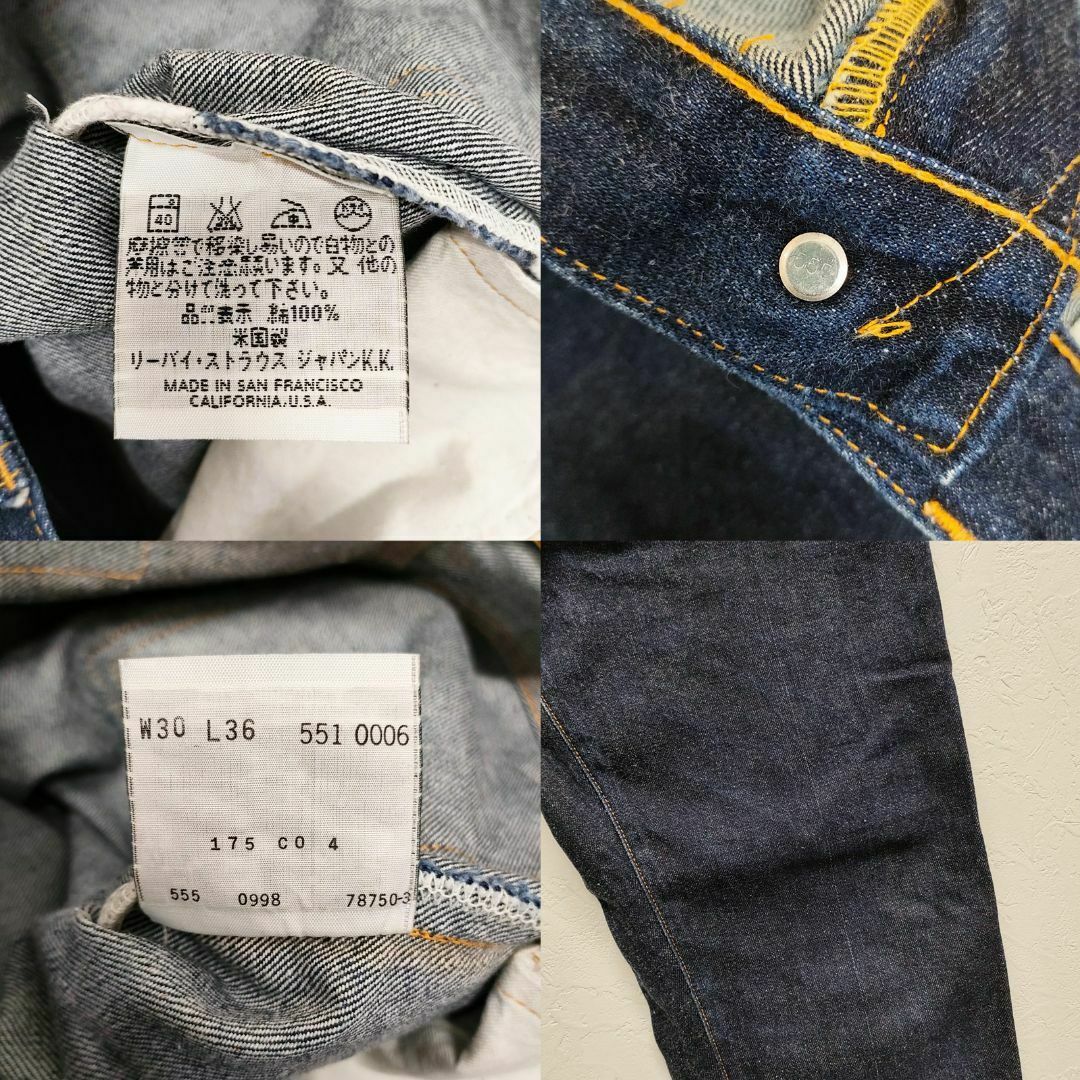 40
摩擦等で移染し易いので白物との
兼用はご注意願います。又 他の
物と分けて洗って下さい。
品質表示 綿100%
米国製
リーバイ・ストラウス ジャパンK.K.
MADE IN SAN FRANCISCO
CALIFORNIA.U.S.A.
555
W30 L36 551 0006
175 CO 4
555 0998 78750-3